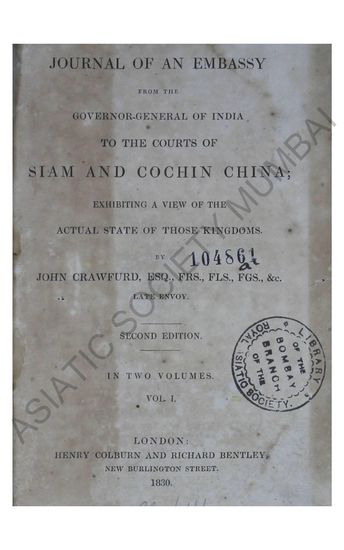 JOURNAL OF AN EMBASSY
FROM THE
GOVERNOR-GENERAL OF INDIA
TO THE COURTS OF
SIAM AND COCHIN CHINA;
EXHIBITING A VIEW OF THE
ACTUAL STATE OF THOSE KINGDOMS.
BY
104861
JOHN CRAWFURD, ESQ., FRS., FLS., FGS., &c.
LATE ENVOY.
SECOND EDITION.
IN TWO VOLUMES.
VOL. I.
LIBRARY
OF THE
BOMBAY
BRANCH
OF THE
ROYAL ASIATIC SOCIETY.
LONDON:
HENRY COLBURN AND RICHARD BENTLEY,
NEW BURLINGTON STREET.
1830.
ASIATIC SOCIETY MUMBAI